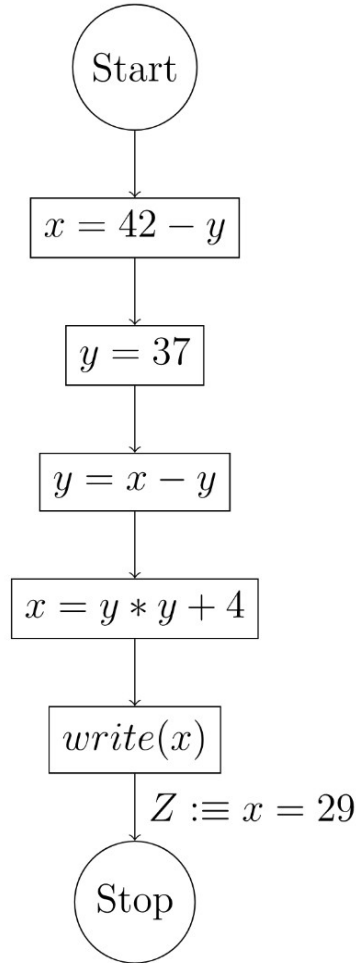 Start
x = 42 − y
y = 37
y = x − y
x = y ∗ y + 4
write(x)
Z :≡ x = 29
Stop